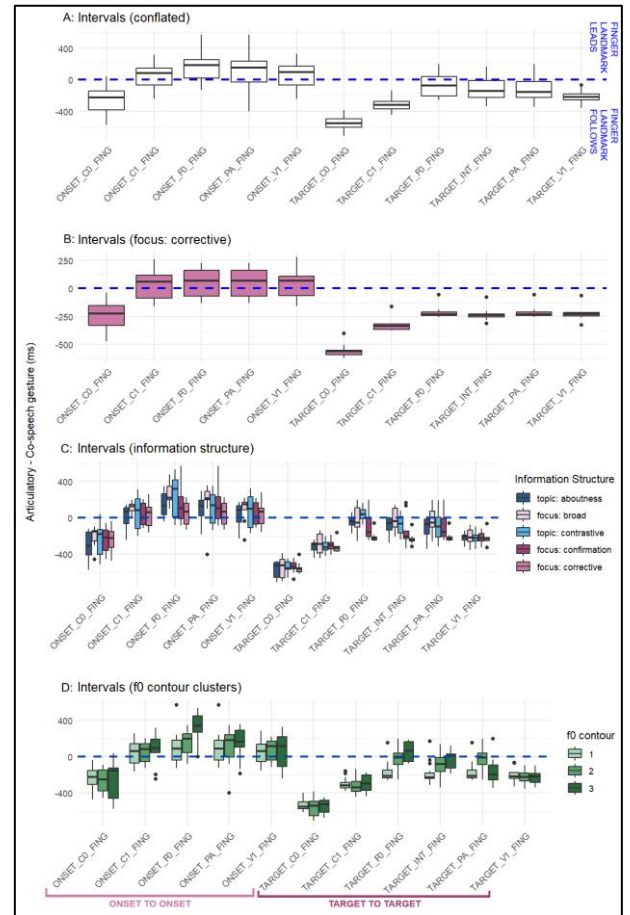 A: Intervals (conflated)
400
0
-400
FINGER
LANDMARK
LEADS
FINGER
LANDMARK
FOLLOWS
ONSET_C0_FING
ONSET_C1_FING
ONSET_F0_FING
ONSET_PA_FING
ONSET_V1_FING
TARGET_C0_FING
TARGET_C1_FING
TARGET_F0_FING
TARGET_INT_FING
TARGET_PA_FING
TARGET_V1_FING
B: Intervals (focus: corrective)
250
0
-250
-500
ONSET_C0_FING
ONSET_C1_FING
ONSET_F0_FING
ONSET_PA_FING
ONSET_V1_FING
TARGET_C0_FING
TARGET_C1_FING
TARGET_F0_FING
TARGET_INT_FING
TARGET_PA_FING
TARGET_V1_FING
Articulatory - Co-speech gesture (ms)
C: Intervals (information structure)
400
0
-400
ONSET_C0_FING
ONSET_C1_FING
ONSET_F0_FING
ONSET_PA_FING
ONSET_V1_FING
TARGET_C0_FING
TARGET_C1_FING
TARGET_F0_FING
TARGET_INT_FING
TARGET_PA_FING
TARGET_V1_FING
Information Structure
topic: aboutness
focus: broad
topic: contrastive
focus: confirmation
focus: corrective
D: Intervals (f0 contour clusters)
400
0
-400
ONSET_C0_FING
ONSET_C1_FING
ONSET_F0_FING
ONSET_PA_FING
ONSET_V1_FING
TARGET_C0_FING
TARGET_C1_FING
TARGET_F0_FING
TARGET_INT_FING
TARGET_PA_FING
TARGET_V1_FING
f0 contour
1
2
3
ONSET TO ONSET
TARGET TO TARGET